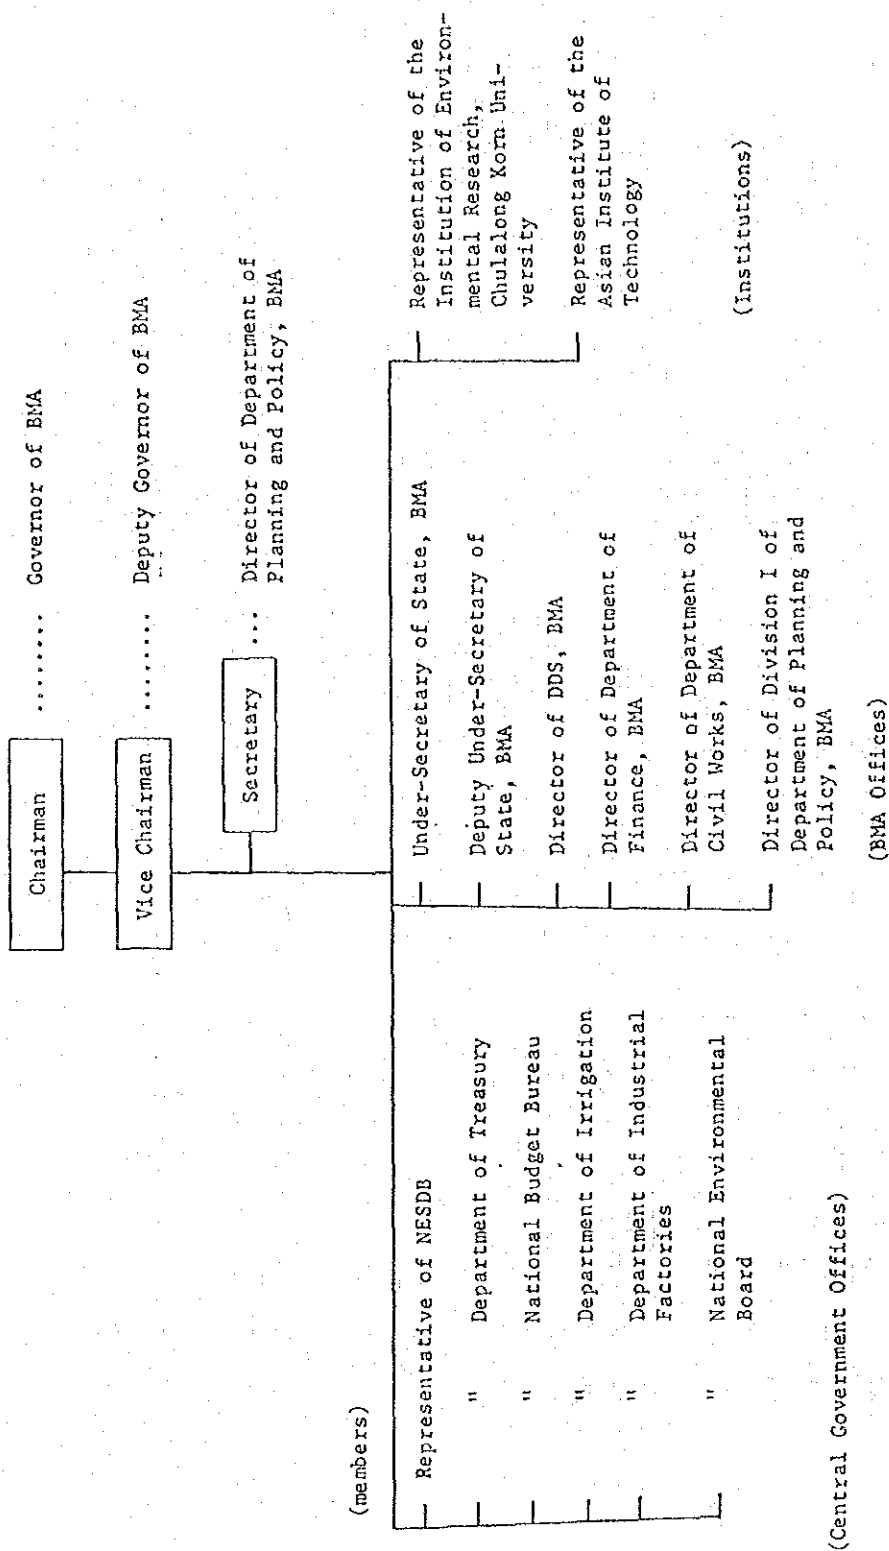 Chairman ........ Governor of BMA
Vice Chairman ........ Deputy Governor of BMA
Secretary ... Director of Department of
Planning and Policy, BMA
(members)
Representative of NESDB
" Department of Treasury
" National Budget Bureau
" Department of Irrigation
" Department of Industrial
Factories
" National Environmental
Board
(Central Government Offices)
Under-Secretary of State, BMA
Deputy Under-Secretary of
State, BMA
Director of DDS, BMA
Director of Department of
Finance, BMA
Director of Department of
Civil Works, BMA
Director of Division I of
Department of Planning and
Policy, BMA
(BMA Offices)
Representative of the
Institution of Environ-
mental Research,
Chulalong Korn Uni-
versity
Representative of the
Asian Institute of
Technology
(Institutions)